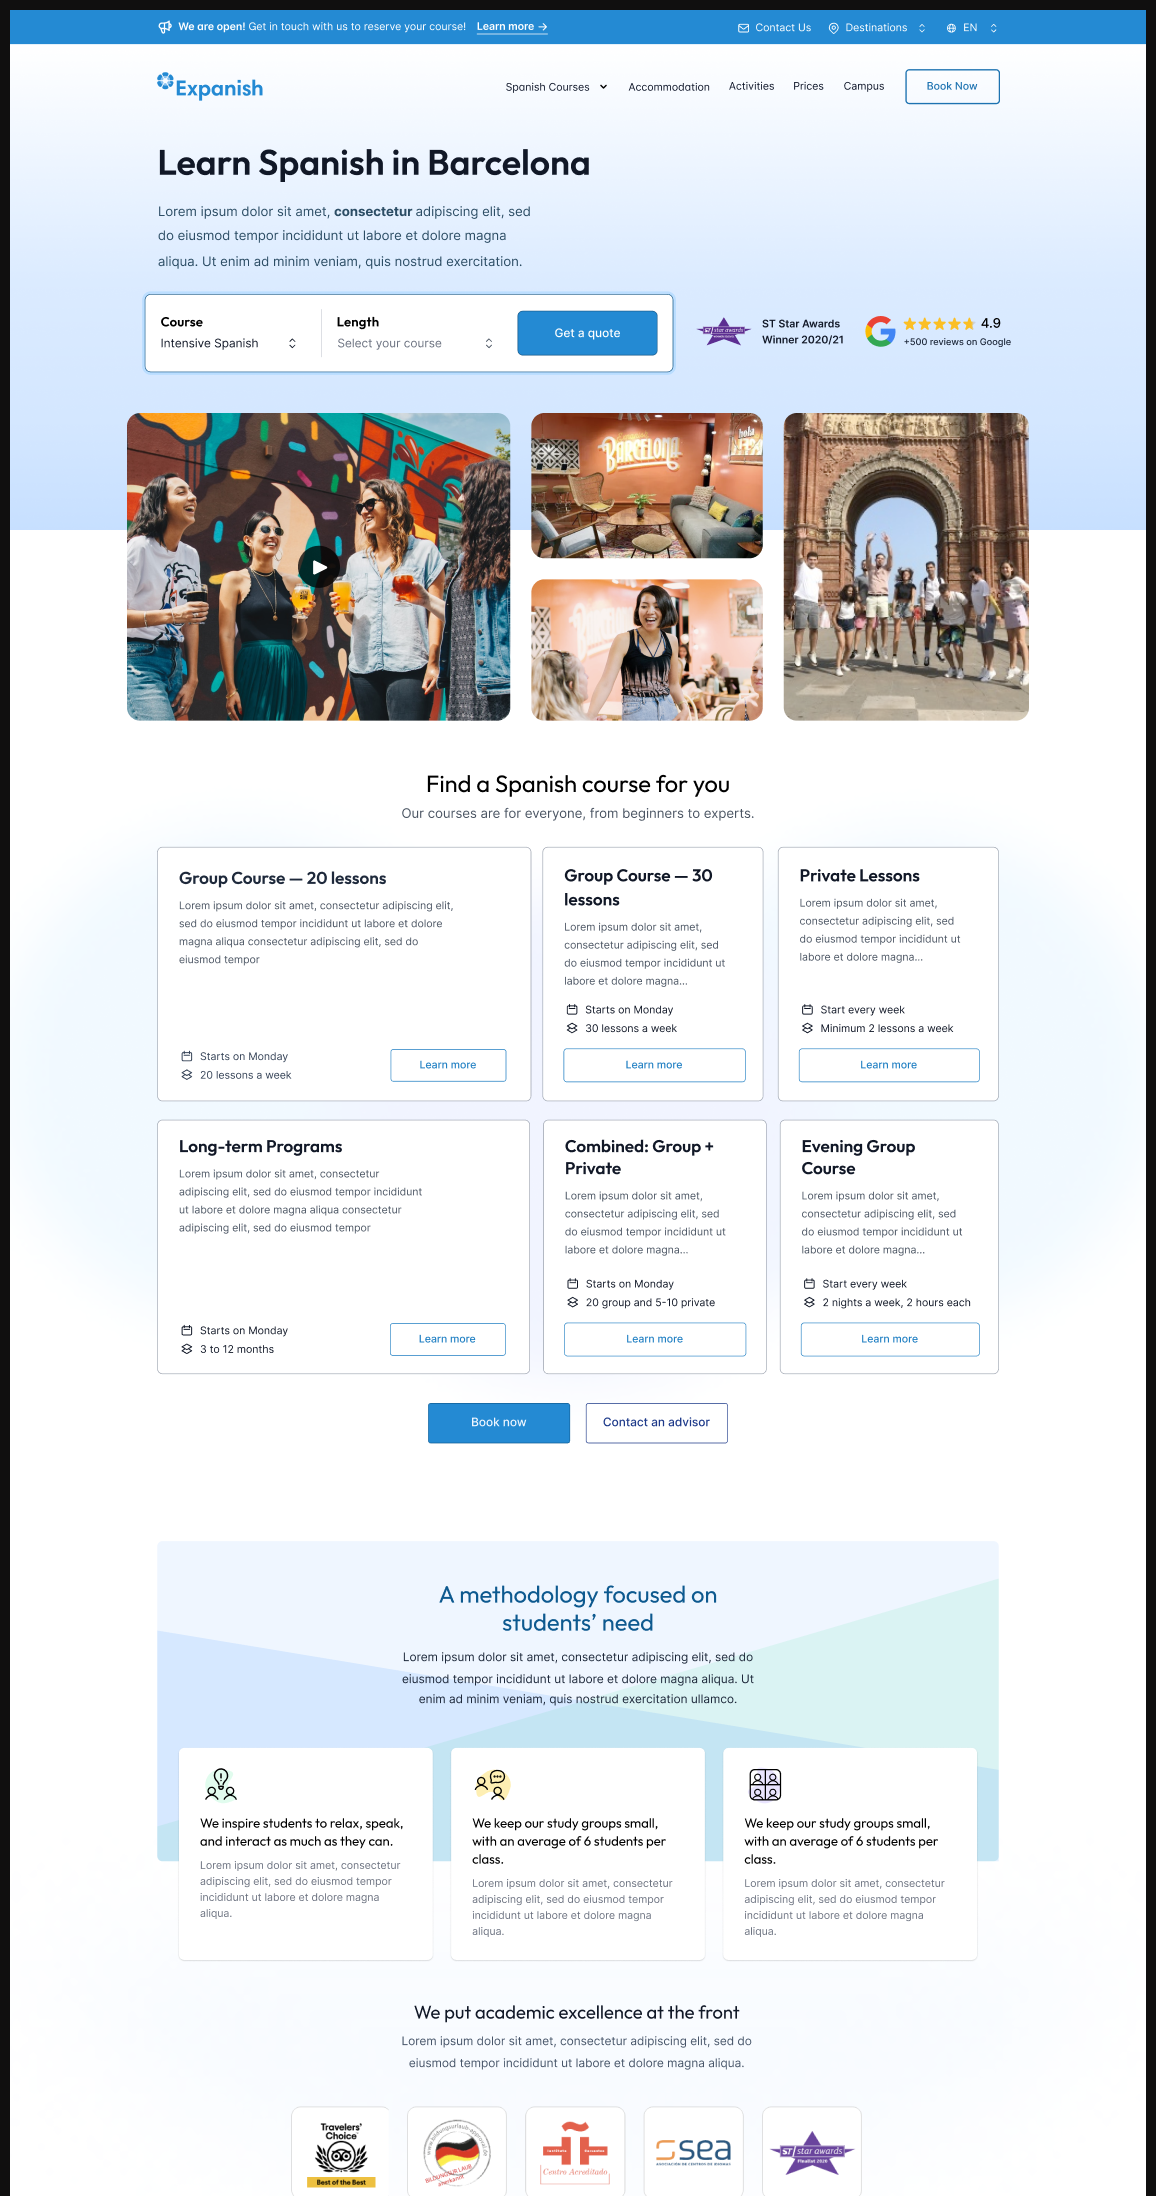 We are open! Get in touch with us to reserve your course! Learn more →
Contact Us
Destinations
EN
Expanish
Spanish Courses
Accommodation
Activities
Prices
Campus
Book Now
Learn Spanish in Barcelona
Lorem ipsum dolor sit amet, consectetur adipiscing elit, sed
do eiusmod tempor incididunt ut labore et dolore magna
aliqua. Ut enim ad minim veniam, quis nostrud exercitation.
Course
Intensive Spanish
Length
Select your course
Get a quote
ST star awards
ST Star Awards
Winner 2020/21
4.9
+500 reviews on Google
BARCELONA
hola
Find a Spanish course for you
Our courses are for everyone, from beginners to experts.
Group Course — 20 lessons
Lorem ipsum dolor sit amet, consectetur adipiscing elit,
sed do eiusmod tempor incididunt ut labore et dolore
magna aliqua consectetur adipiscing elit, sed do
eiusmod tempor
Starts on Monday
20 lessons a week
Learn more
Group Course — 30
lessons
Lorem ipsum dolor sit amet,
consectetur adipiscing elit, sed
do eiusmod tempor incididunt ut
labore et dolore magna...
Starts on Monday
30 lessons a week
Learn more
Private Lessons
Lorem ipsum dolor sit amet,
consectetur adipiscing elit, sed
do eiusmod tempor incididunt ut
labore et dolore magna...
Start every week
Minimum 2 lessons a week
Learn more
Long-term Programs
Lorem ipsum dolor sit amet, consectetur
adipiscing elit, sed do eiusmod tempor incididunt
ut labore et dolore magna aliqua consectetur
adipiscing elit, sed do eiusmod tempor
Starts on Monday
3 to 12 months
Learn more
Combined: Group +
Private
Lorem ipsum dolor sit amet,
consectetur adipiscing elit, sed
do eiusmod tempor incididunt ut
labore et dolore magna...
Starts on Monday
20 group and 5-10 private
Learn more
Evening Group
Course
Lorem ipsum dolor sit amet,
consectetur adipiscing elit, sed
do eiusmod tempor incididunt ut
labore et dolore magna...
Start every week
2 nights a week, 2 hours each
Learn more
Book now
Contact an advisor
A methodology focused on
students’ need
Lorem ipsum dolor sit amet, consectetur adipiscing elit, sed do
eiusmod tempor incididunt ut labore et dolore magna aliqua. Ut
enim ad minim veniam, quis nostrud exercitation ullamco.
We inspire students to relax, speak,
and interact as much as they can.
Lorem ipsum dolor sit amet, consectetur
adipiscing elit, sed do eiusmod tempor
incididunt ut labore et dolore magna
aliqua.
We keep our study groups small,
with an average of 6 students per
class.
Lorem ipsum dolor sit amet, consectetur
adipiscing elit, sed do eiusmod tempor
incididunt ut labore et dolore magna
aliqua.
We keep our study groups small,
with an average of 6 students per
class.
Lorem ipsum dolor sit amet, consectetur
adipiscing elit, sed do eiusmod tempor
incididunt ut labore et dolore magna
aliqua.
We put academic excellence at the front
Lorem ipsum dolor sit amet, consectetur adipiscing elit, sed do
eiusmod tempor incididunt ut labore et dolore magna aliqua.
Travelers’
Choice
Best of the Best
www.bildungsurlaub-approval.de
BILDUNGSURLAUB
anerkannt
Instituto Cervantes
Centro Acreditado
sea
ST star awards
Finalist 2020